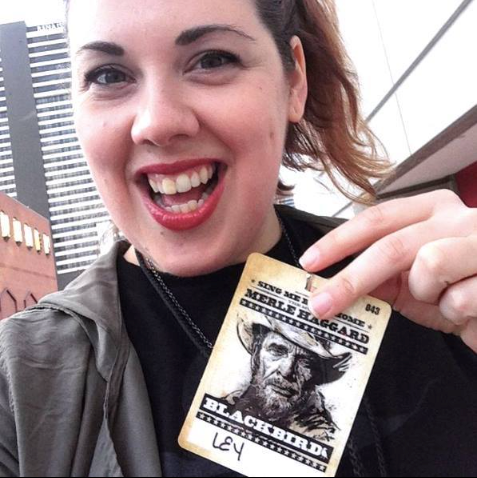 SING ME B HOME
MERLE HAGGARD
043
BLACKBIRD
LEY